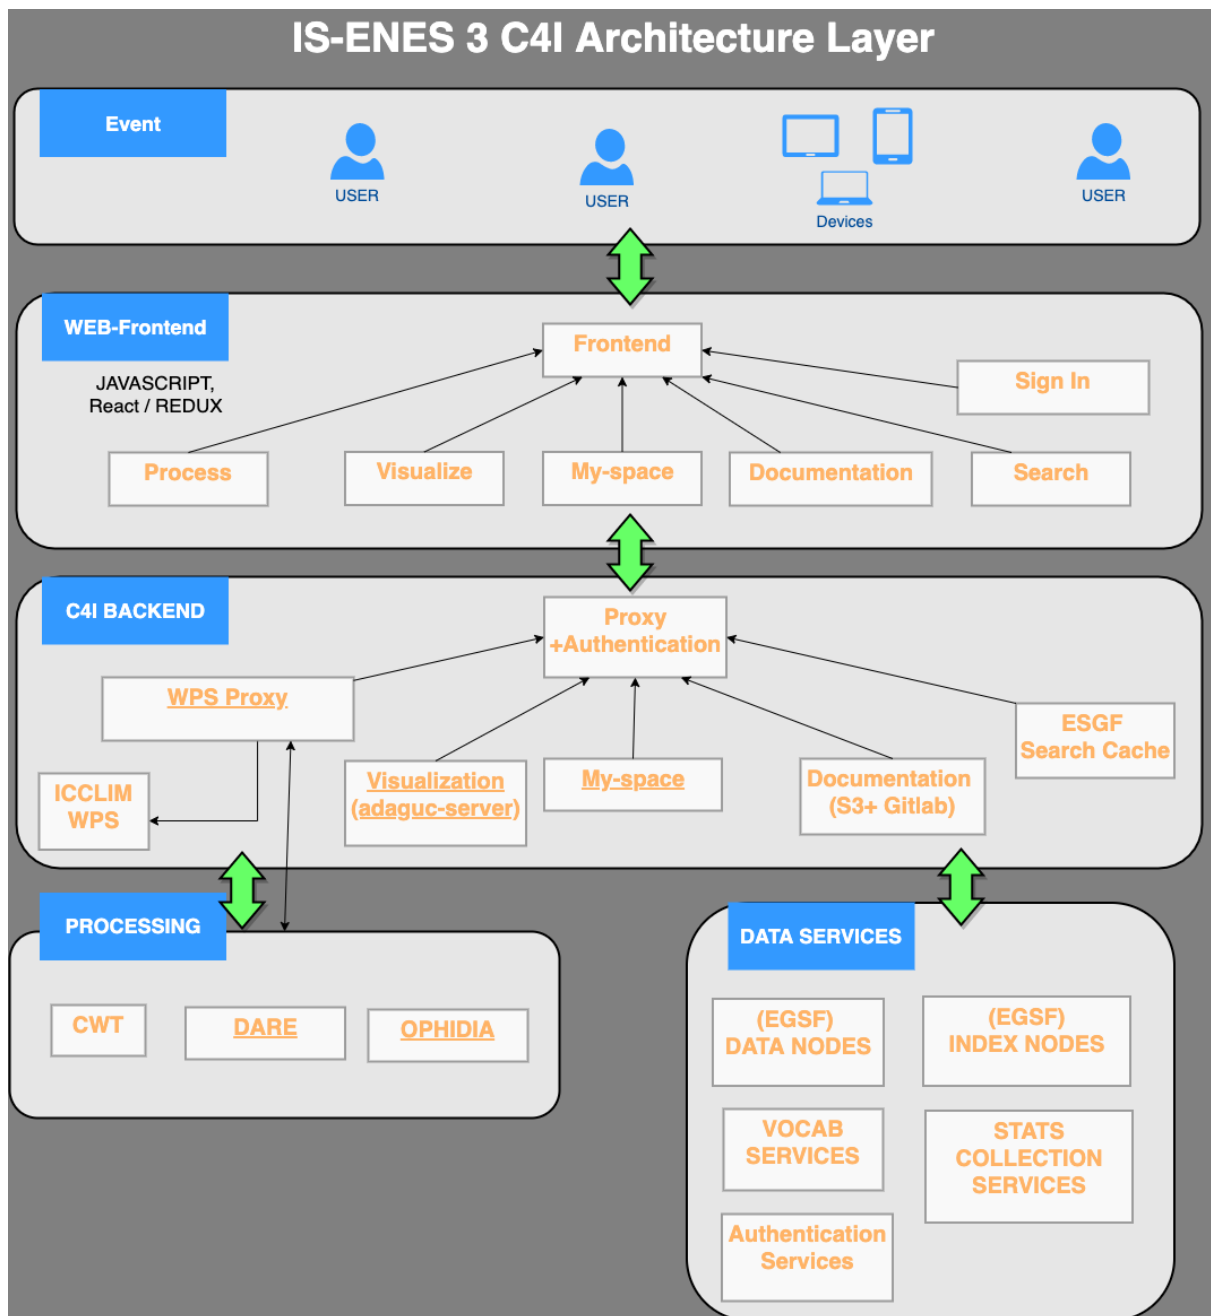 IS-ENES 3 C4I Architecture Layer
Event
USER
USER
Devices
USER
WEB-Frontend
JAVASCRIPT,
React / REDUX
Frontend
Sign In
Process
Visualize
My-space
Documentation
Search
C4I BACKEND
Proxy
+Authentication
WPS Proxy
ESGF
Search Cache
ICCLIM
WPS
Visualization
(adaguc-server)
My-space
Documentation
(S3+ Gitlab)
PROCESSING
CWT
DARE
OPHIDIA
DATA SERVICES
(EGSF)
DATA NODES
(EGSF)
INDEX NODES
VOCAB
SERVICES
STATS
COLLECTION
SERVICES
Authentication
Services